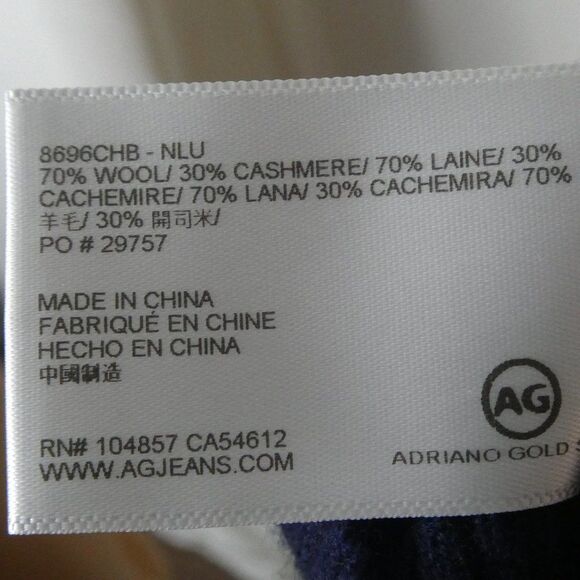 8696CHB - NLU
70% WOOL/ 30% CASHMERE/ 70% LAINE/ 30%
CACHEMIRE/ 70% LANA/ 30% CACHEMIRA/ 70%
羊毛/ 30% 開司米/
PO # 29757
MADE IN CHINA
FABRIQUÉ EN CHINE
HECHO EN CHINA
中國制造
RN# 104857 CA54612
WWW.AGJEANS.COM
AG
ADRIANO GOLD